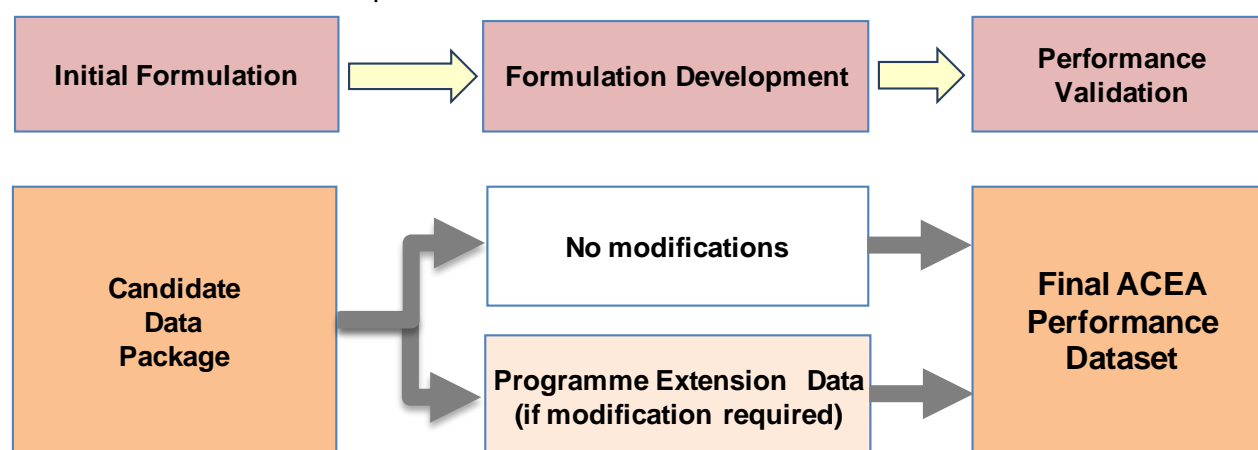 Initial Formulation
Formulation Development
Performance
Validation
Candidate
Data
Package
No modifications
Programme Extension Data
(if modification required)
Final ACEA
Performance
Dataset